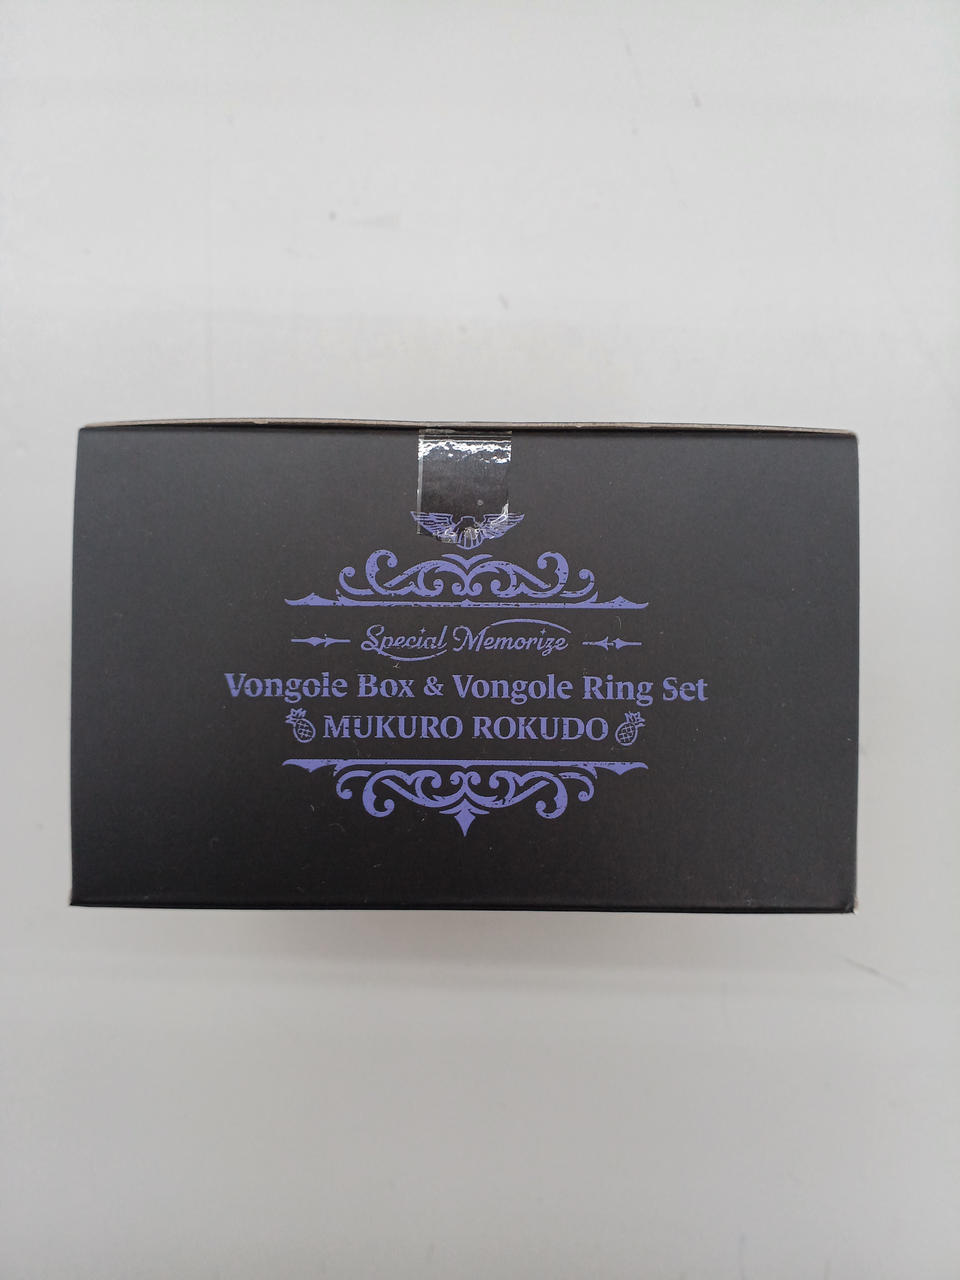 Special Memorize
Vongole Box & Vongole Ring Set
MUKURO ROKUDO